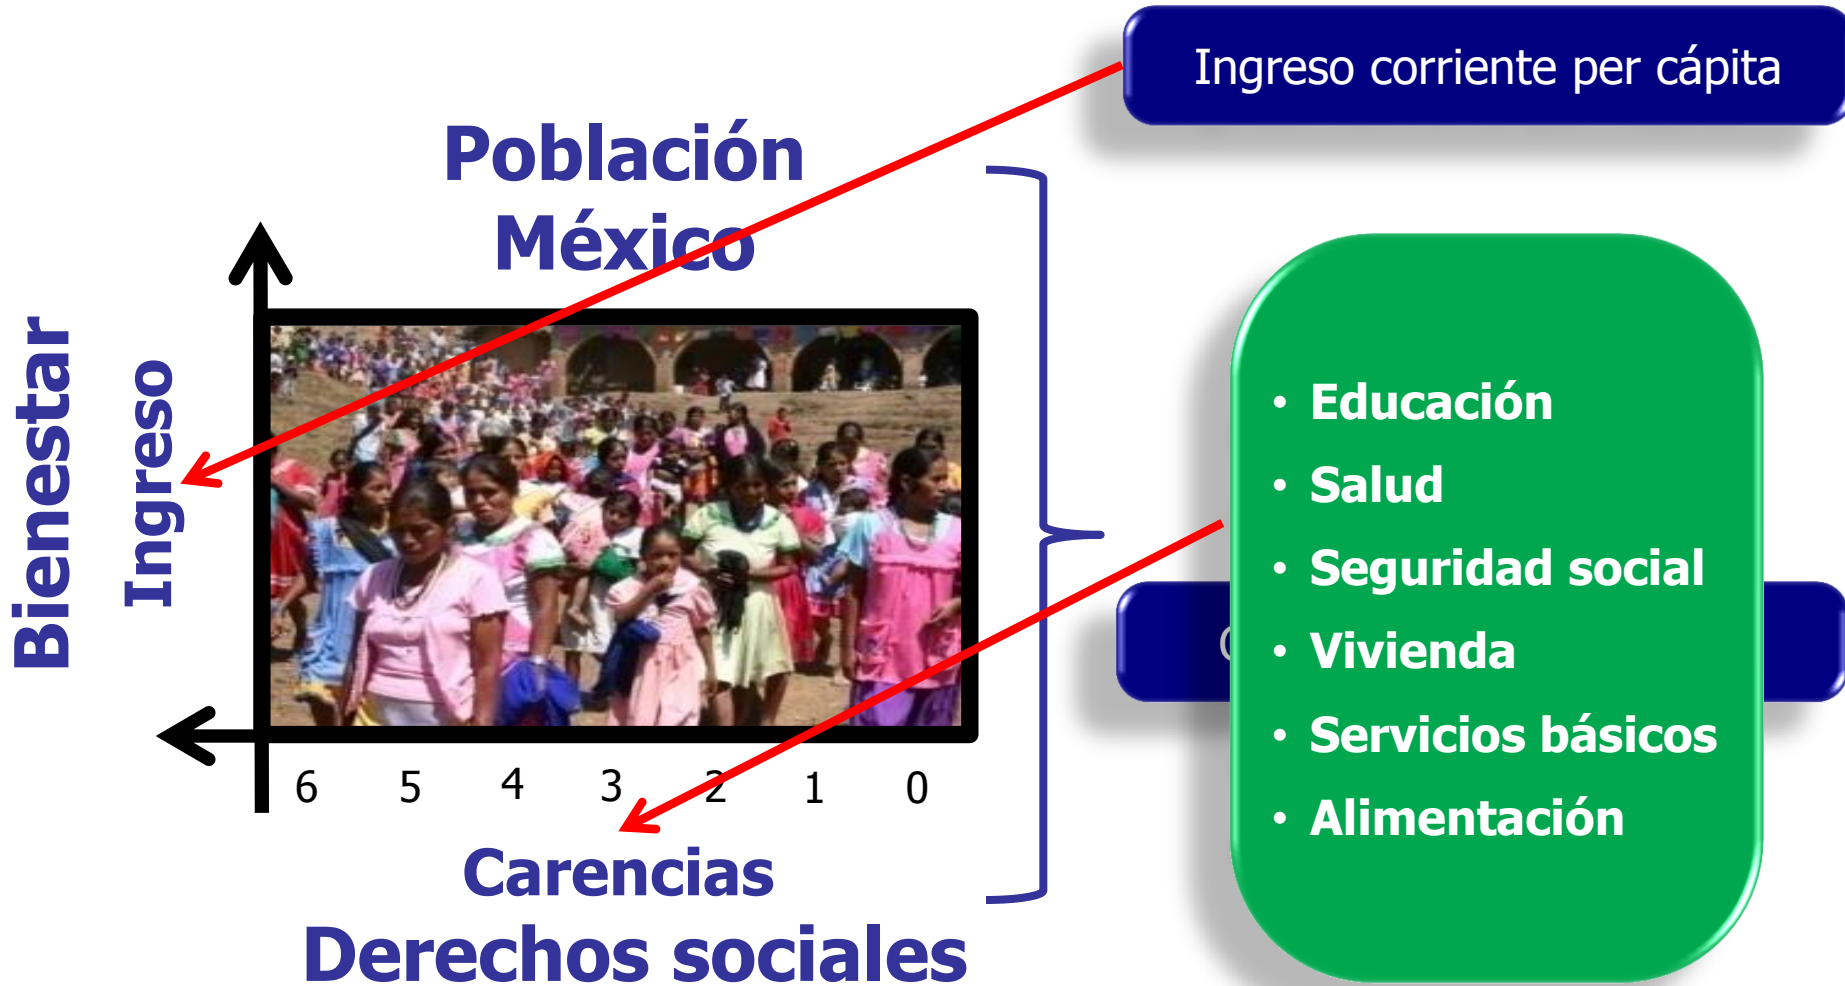 Ingreso corriente per cápita
Población
México
Bienestar
Ingreso
6 5 4 3 2 1 0
Carencias
Derechos sociales
• Educación
• Salud
• Seguridad social
• Vivienda
• Servicios básicos
• Alimentación